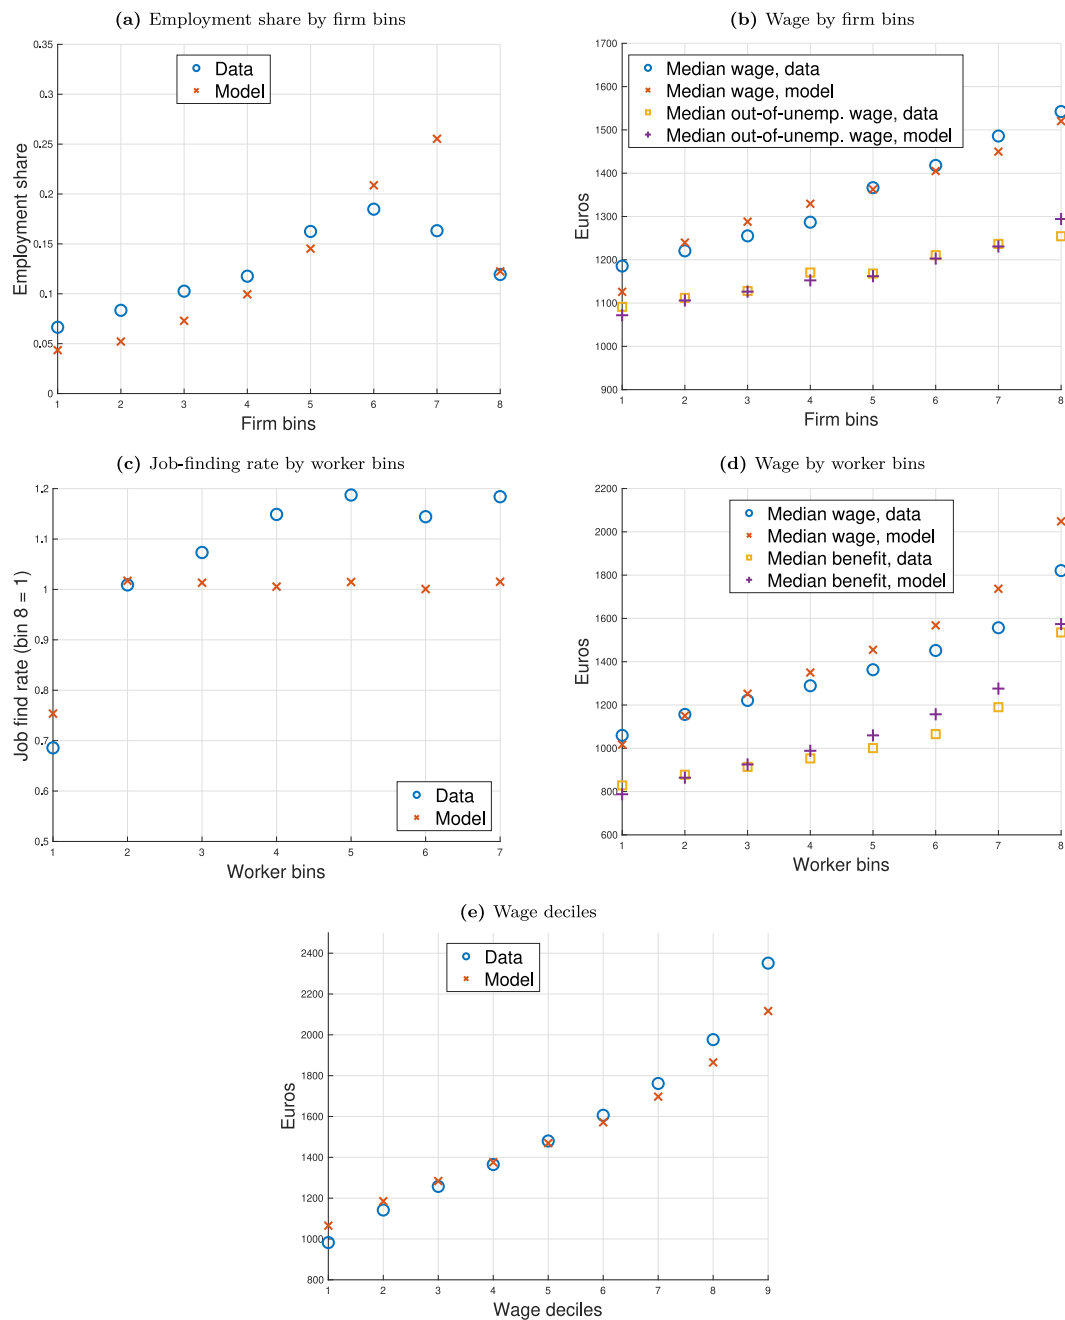 (a) Employment share by firm bins
0.35
0.3
0.25
0.2
0.15
0.1
0.05
0
Employment share
Data
Model
1 2 3 4 5 6 7 8
Firm bins
(b) Wage by firm bins
1700
1600
1500
1400
1300
1200
1100
1000
900
Euros
Median wage, data
Median wage, model
Median out-of-unemp. wage, data
Median out-of-unemp. wage, model
1 2 3 4 5 6 7 8
Firm bins
(c) Job-finding rate by worker bins
1.2
1.1
1
0.9
0.8
0.7
0.6
0.5
Job find rate (bin 8 = 1)
Data
Model
1 2 3 4 5 6 7
Worker bins
(d) Wage by worker bins
2200
2000
1800
1600
1400
1200
1000
800
600
Euros
Median wage, data
Median wage, model
Median benefit, data
Median benefit, model
1 2 3 4 5 6 7 8
Worker bins
(e) Wage deciles
2400
2200
2000
1800
1600
1400
1200
1000
800
Euros
Data
Model
1 2 3 4 5 6 7 8 9
Wage deciles